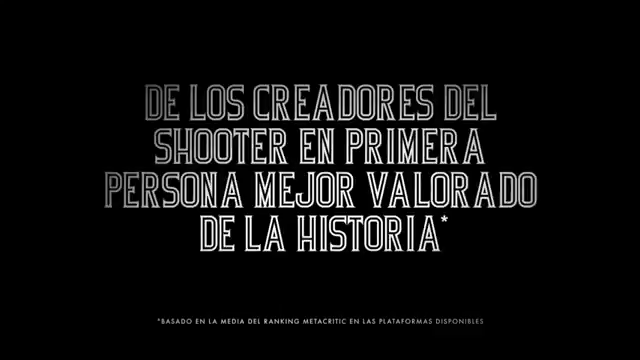 DE LOS CREADORES DEL
SHOOTER EN PRIMERA
PERSONA MEJOR VALORADO
DE LA HISTORIA*
*BASADO EN LA MEDIA DEL RANKING METACRITIC EN LAS PLATAFORMAS DISPONIBLES